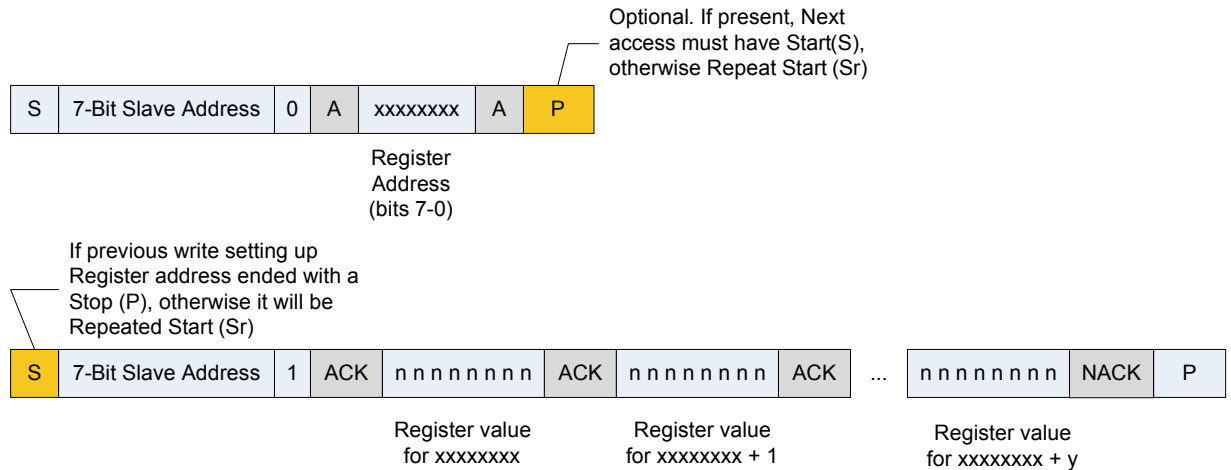 Optional. If present, Next
access must have Start(S),
otherwise Repeat Start (Sr)
S 7-Bit Slave Address 0 A xxxxxxxx A P
Register
Address
(bits 7-0)
If previous write setting up
Register address ended with a
Stop (P), otherwise it will be
Repeated Start (Sr)
S 7-Bit Slave Address 1 ACK n n n n n n n n ACK n n n n n n n n ACK ... n n n n n n n n NACK P
Register value
for xxxxxxxx
Register value
for xxxxxxxx + 1
Register value
for xxxxxxxx + y